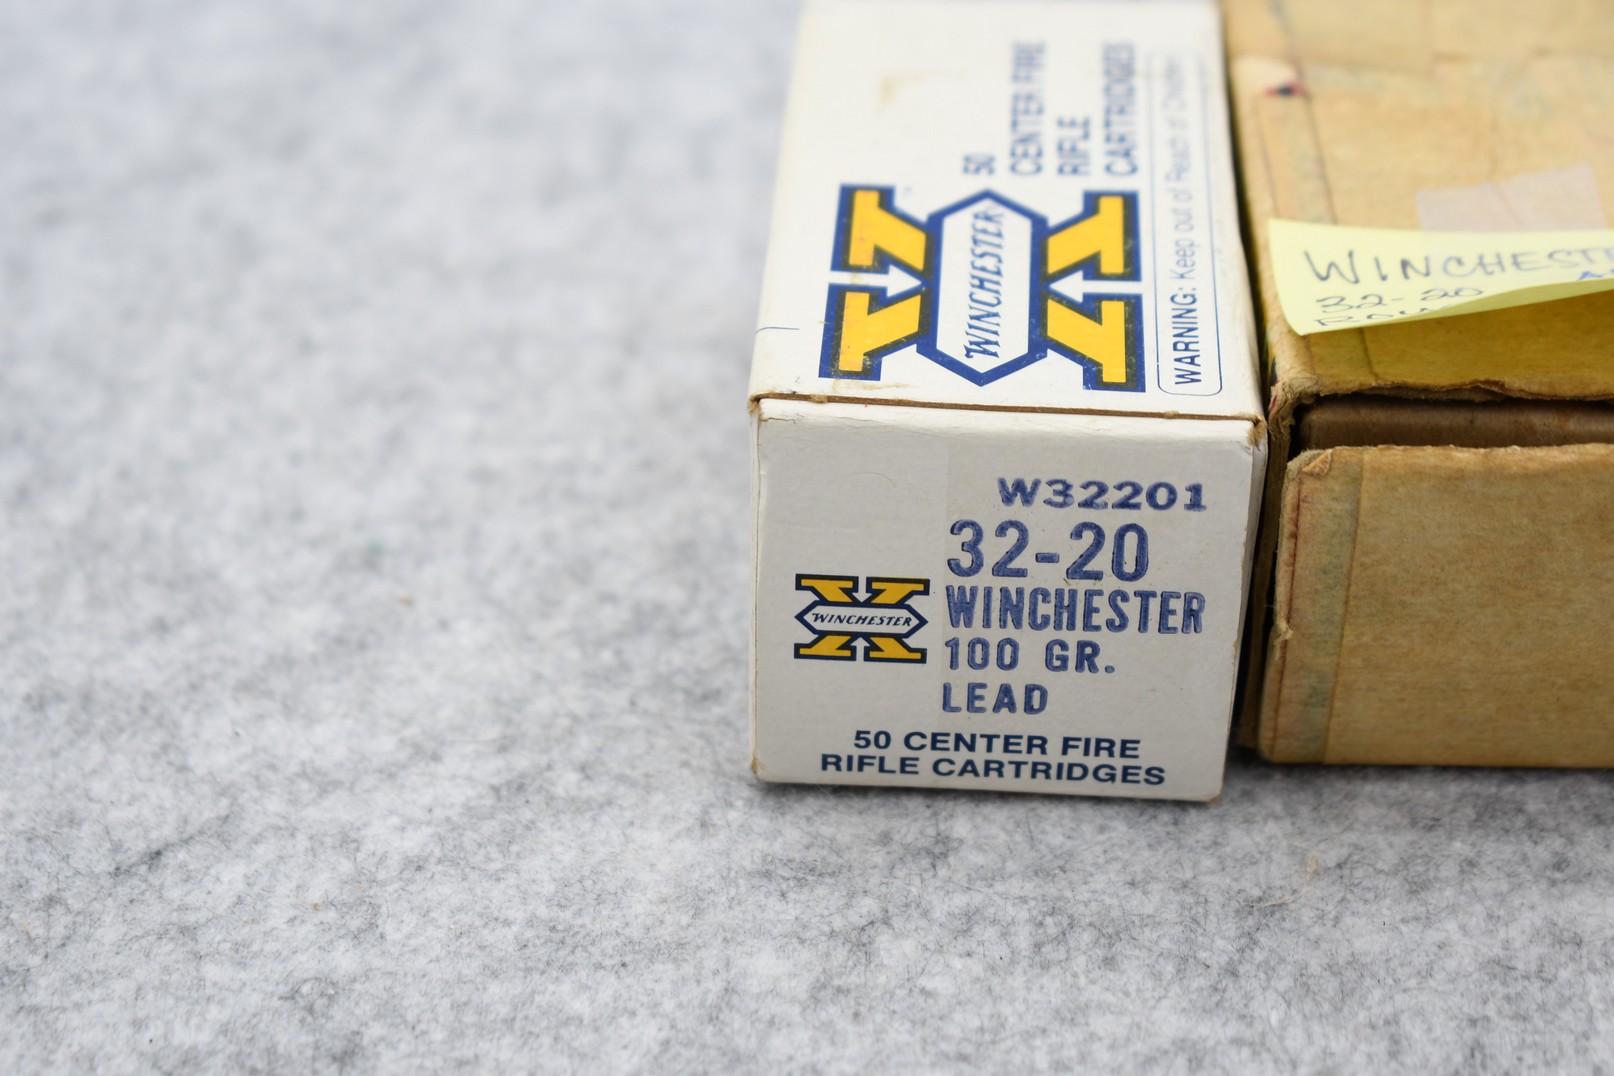 50
CENTER FIRE
RIFLE
CARTRIDGES
WINCHESTER
WARNING: Keep out of Reach of Children
W32201
32-20
WINCHESTER
100 GR.
LEAD
X
WINCHESTER
50 CENTER FIRE
RIFLE CARTRIDGES
WINCHESTE
32-20